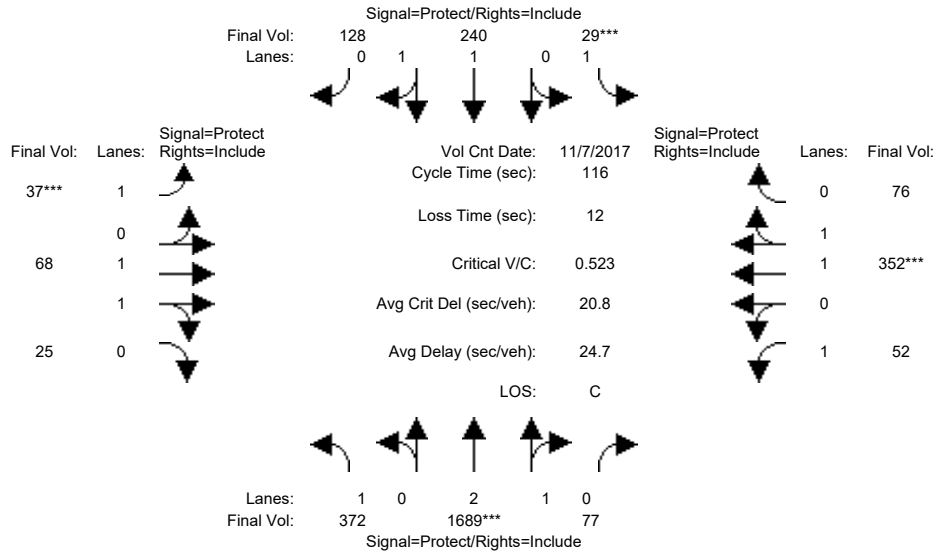 Signal=Protect/Rights=Include
Final Vol: 128 240 29***
Lanes: 0 1 1 0 1
Signal=Protect
Final Vol: Lanes: Rights=Include
Vol Cnt Date: 11/7/2017
Signal=Protect
Rights=Include Lanes: Final Vol:
Cycle Time (sec): 116
37*** 1
0 76
Loss Time (sec): 12
0
1
68 1
Critical V/C: 0.523
1 352***
1
Avg Crit Del (sec/veh): 20.8
0
25 0
Avg Delay (sec/veh): 24.7
1 52
LOS: C
Lanes: 1 0 2 1 0
Final Vol: 372 1689*** 77
Signal=Protect/Rights=Include